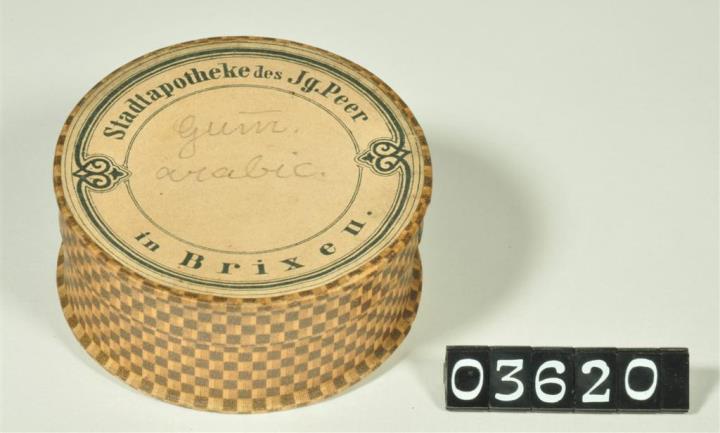 Stadtapotheke des Jg. Peer
Gum̅.
arabic.
in Brixen.
03620